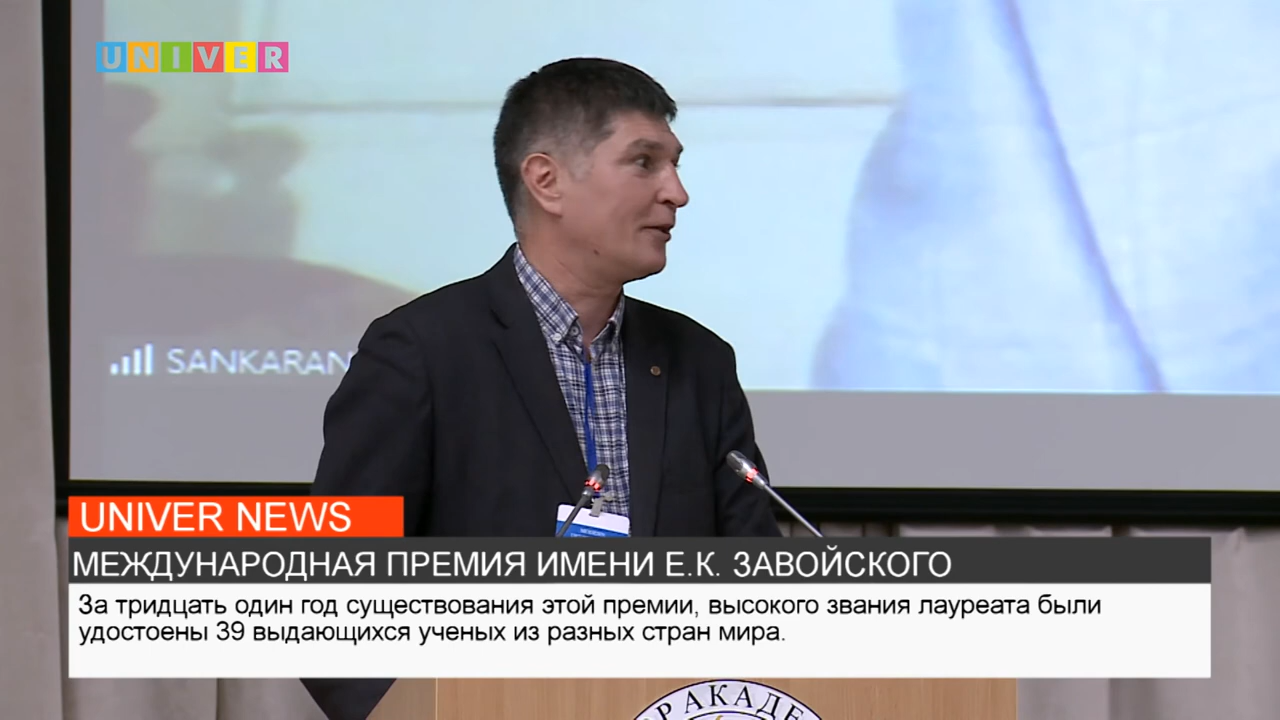 UNIVER
SANKARAN
UNIVER NEWS
МЕЖДУНАРОДНАЯ ПРЕМИЯ ИМЕНИ Е.К. ЗАВОЙСКОГО
За тридцать один год существования этой премии, высокого звания лауреата были
удостоены 39 выдающихся ученых из разных стран мира.